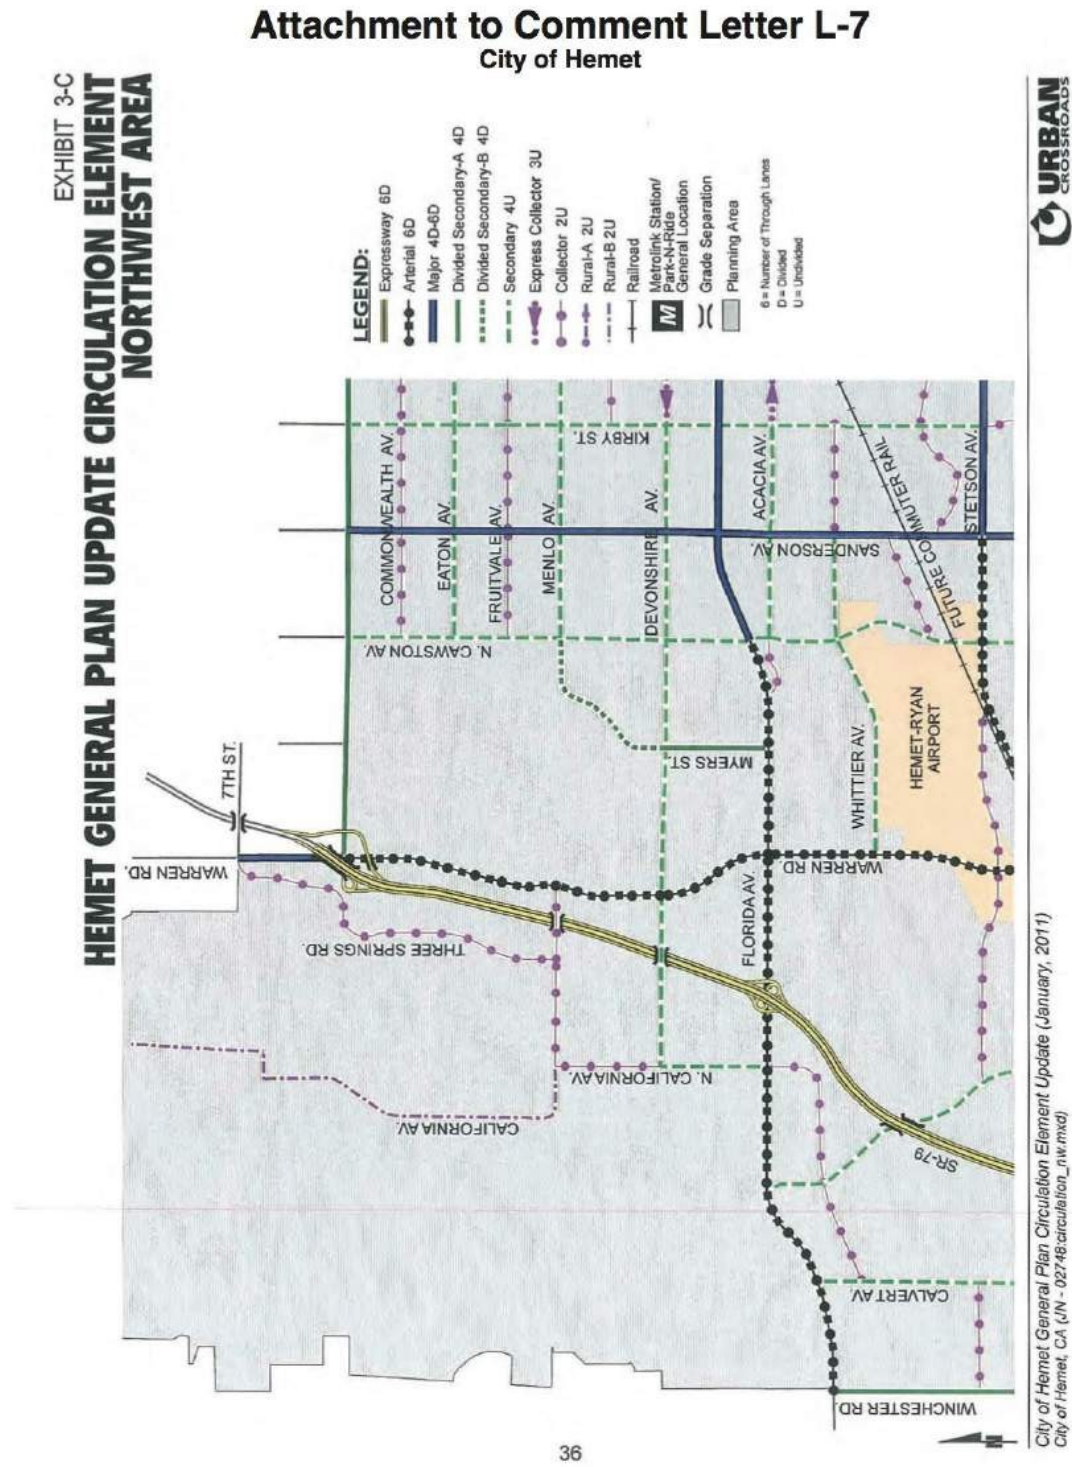 Attachment to Comment Letter L-7
City of Hemet
EXHIBIT 3-C
HEMET GENERAL PLAN UPDATE CIRCULATION ELEMENT
NORTHWEST AREA
LEGEND:
Expressway 6D
Arterial 6D
Major 4D-6D
Divided Secondary-A 4D
Divided Secondary-B 4D
Secondary 4U
Express Collector 3U
Collector 2U
Rural-A 2U
Rural-B 2U
Railroad
M
Metrolink Station/
Park-N-Ride
General Location
Grade Separation
Planning Area
6 = Number of Through Lanes
D = Divided
U = Undivided
7TH ST.
WARREN RD.
THREE SPRINGS RD.
CALIFORNIA AV.
N. CALIFORNIA AV.
COMMONWEALTH AV.
EATON AV.
FRUITVALE AV.
MENLO AV.
DEVONSHIRE AV.
ACACIA AV.
KIRBY ST.
SANDERSON AV.
N. CAWSTON AV.
MYERS ST.
FLORIDA AV.
WARREN RD
WHITTIER AV.
HEMET-RYAN
AIRPORT
FUTURE COMMUTER RAIL
STETSON AV.
SR-79
CALVERT AV.
WINCHESTER RD.
N
36
City of Hemet General Plan Circulation Element Update (January, 2011)
City of Hemet, CA (JN - 02748:circulation_nw.mxd)
URBAN
CROSSROADS